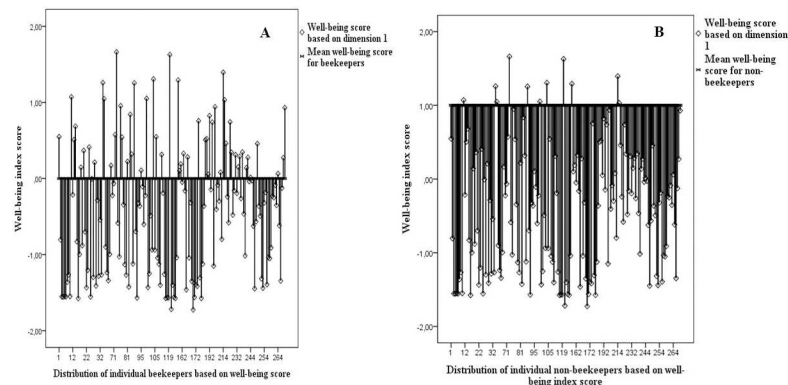 A
Well-being score
based on dimension 1
Mean well-being score
for beekeepers
Well-being index score
2,00
1,00
,00
-1,00
-2,00
1 12 22 32 61 71 81 95 105 119 162 172 192 214 232 244 254 264
Distribution of individual beekeepers based on well-being score
B
Well-being score
based on dimension
1
Mean well-being
score for non-
beekeepers
Well-being index score
2,00
1,00
,00
-1,00
-2,00
1 12 22 32 61 71 81 95 105 119 162 172 192 214 232 244 254 264
Distribution of individual non-beekeepers based on well-
being index score